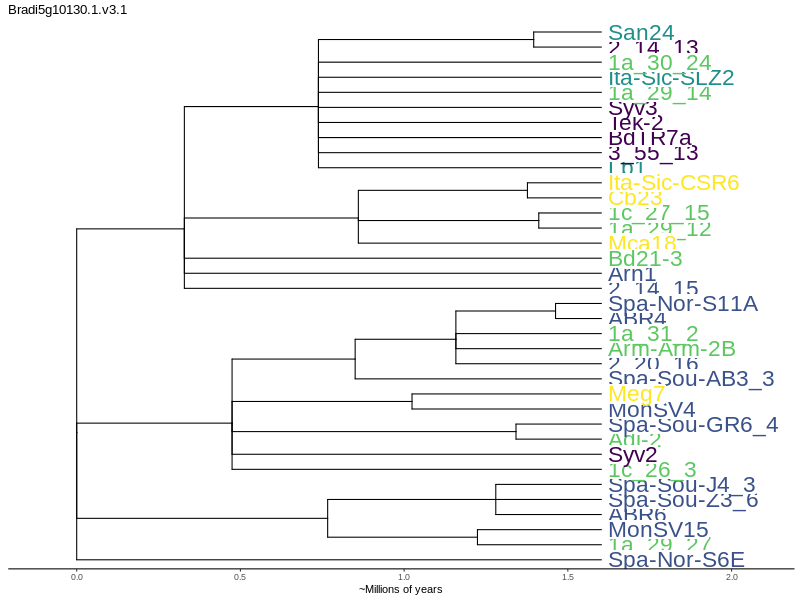 Bradi5g10130.1.v3.1
San24
2_14_13
1a_30_24
Ita-Sic-SLZ2
1a_29_14
Syv3
Tek-2
BdTR7a
3_55_13
Lb1
Ita-Sic-CSR6
Cb23
1c_27_15
1a_29_12
Mca18
Bd21-3
Arn1
2_14_15
Spa-Nor-S11A
ABR4
1a_31_2
Arm-Arm-2B
2_20_16
Spa-Sou-AB3_3
Meg7
MonSV4
Spa-Sou-GR6_4
Adi-2
Syv2
1c_26_3
Spa-Sou-J4_3
Spa-Sou-Z3_6
ABR6
MonSV15
1a_29_27
Spa-Nor-S6E
0.0 0.5 1.0 1.5 2.0
~Millions of years